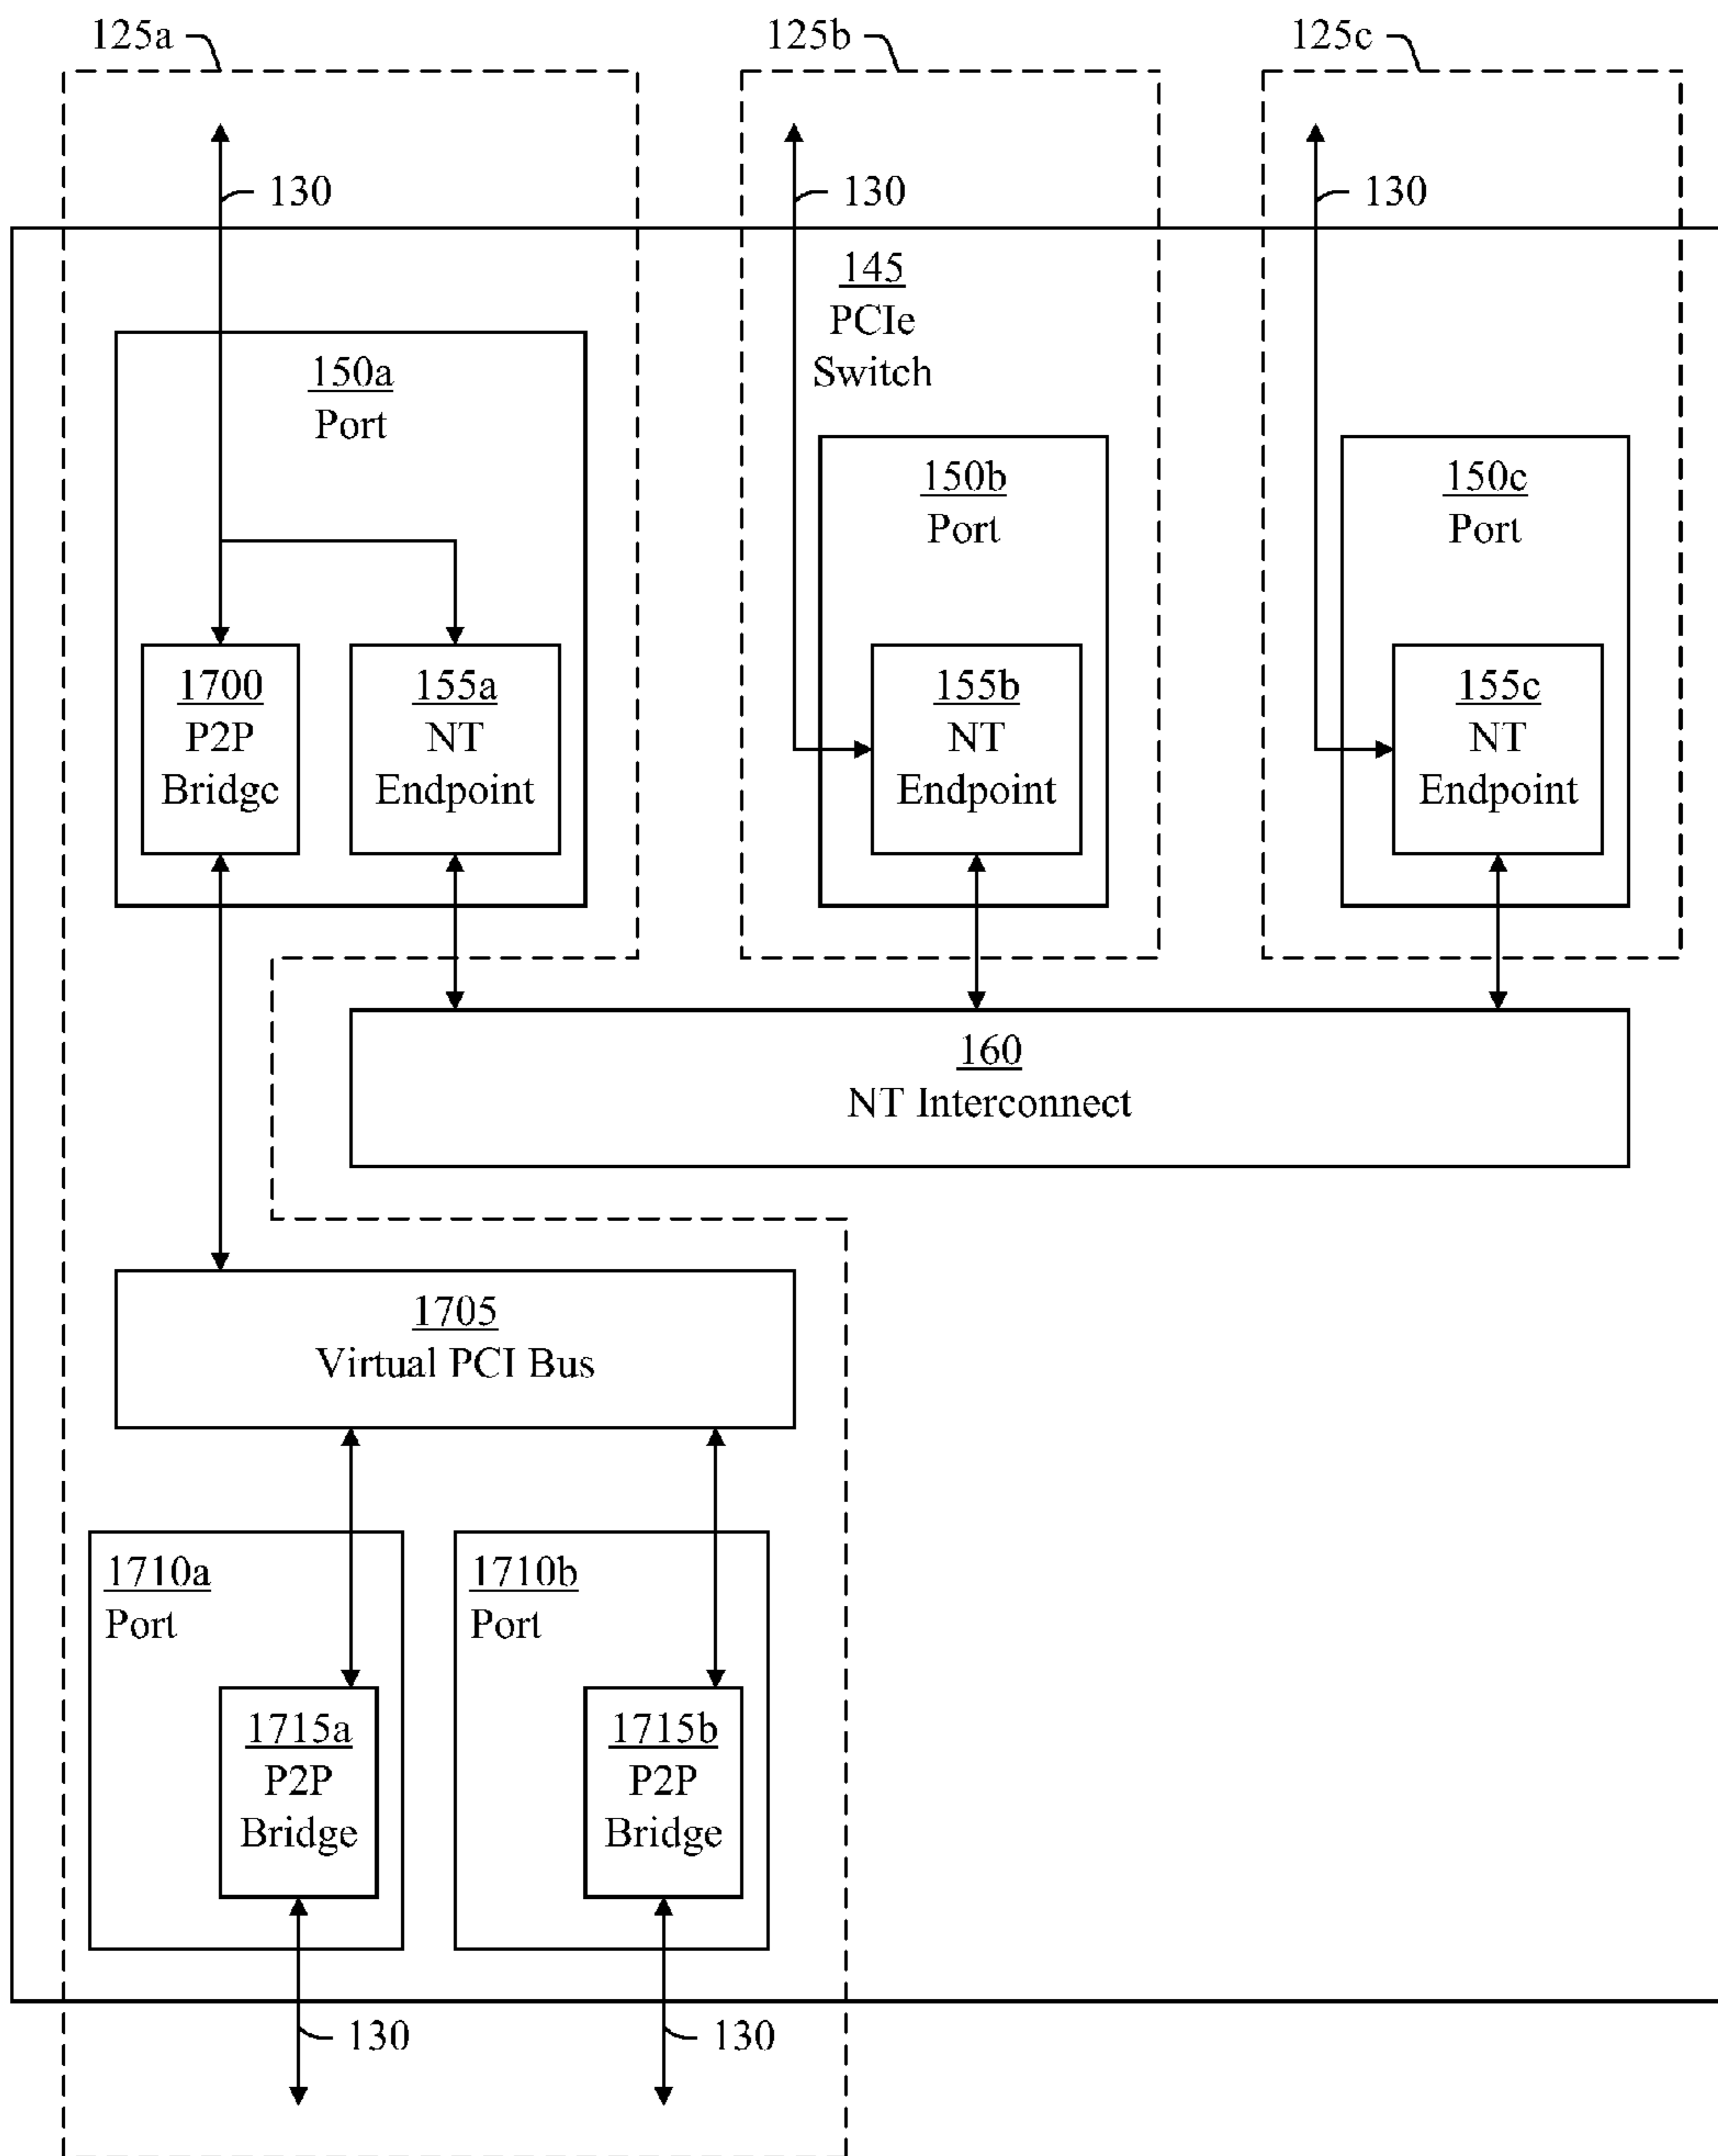 125a
125b
125c
130
130
130
145
PCIe
Switch
150a
Port
150b
Port
150c
Port
1700
P2P
Bridge
155a
NT
Endpoint
155b
NT
Endpoint
155c
NT
Endpoint
160
NT Interconnect
1705
Virtual PCI Bus
1710a
Port
1710b
Port
1715a
P2P
Bridge
1715b
P2P
Bridge
130
130